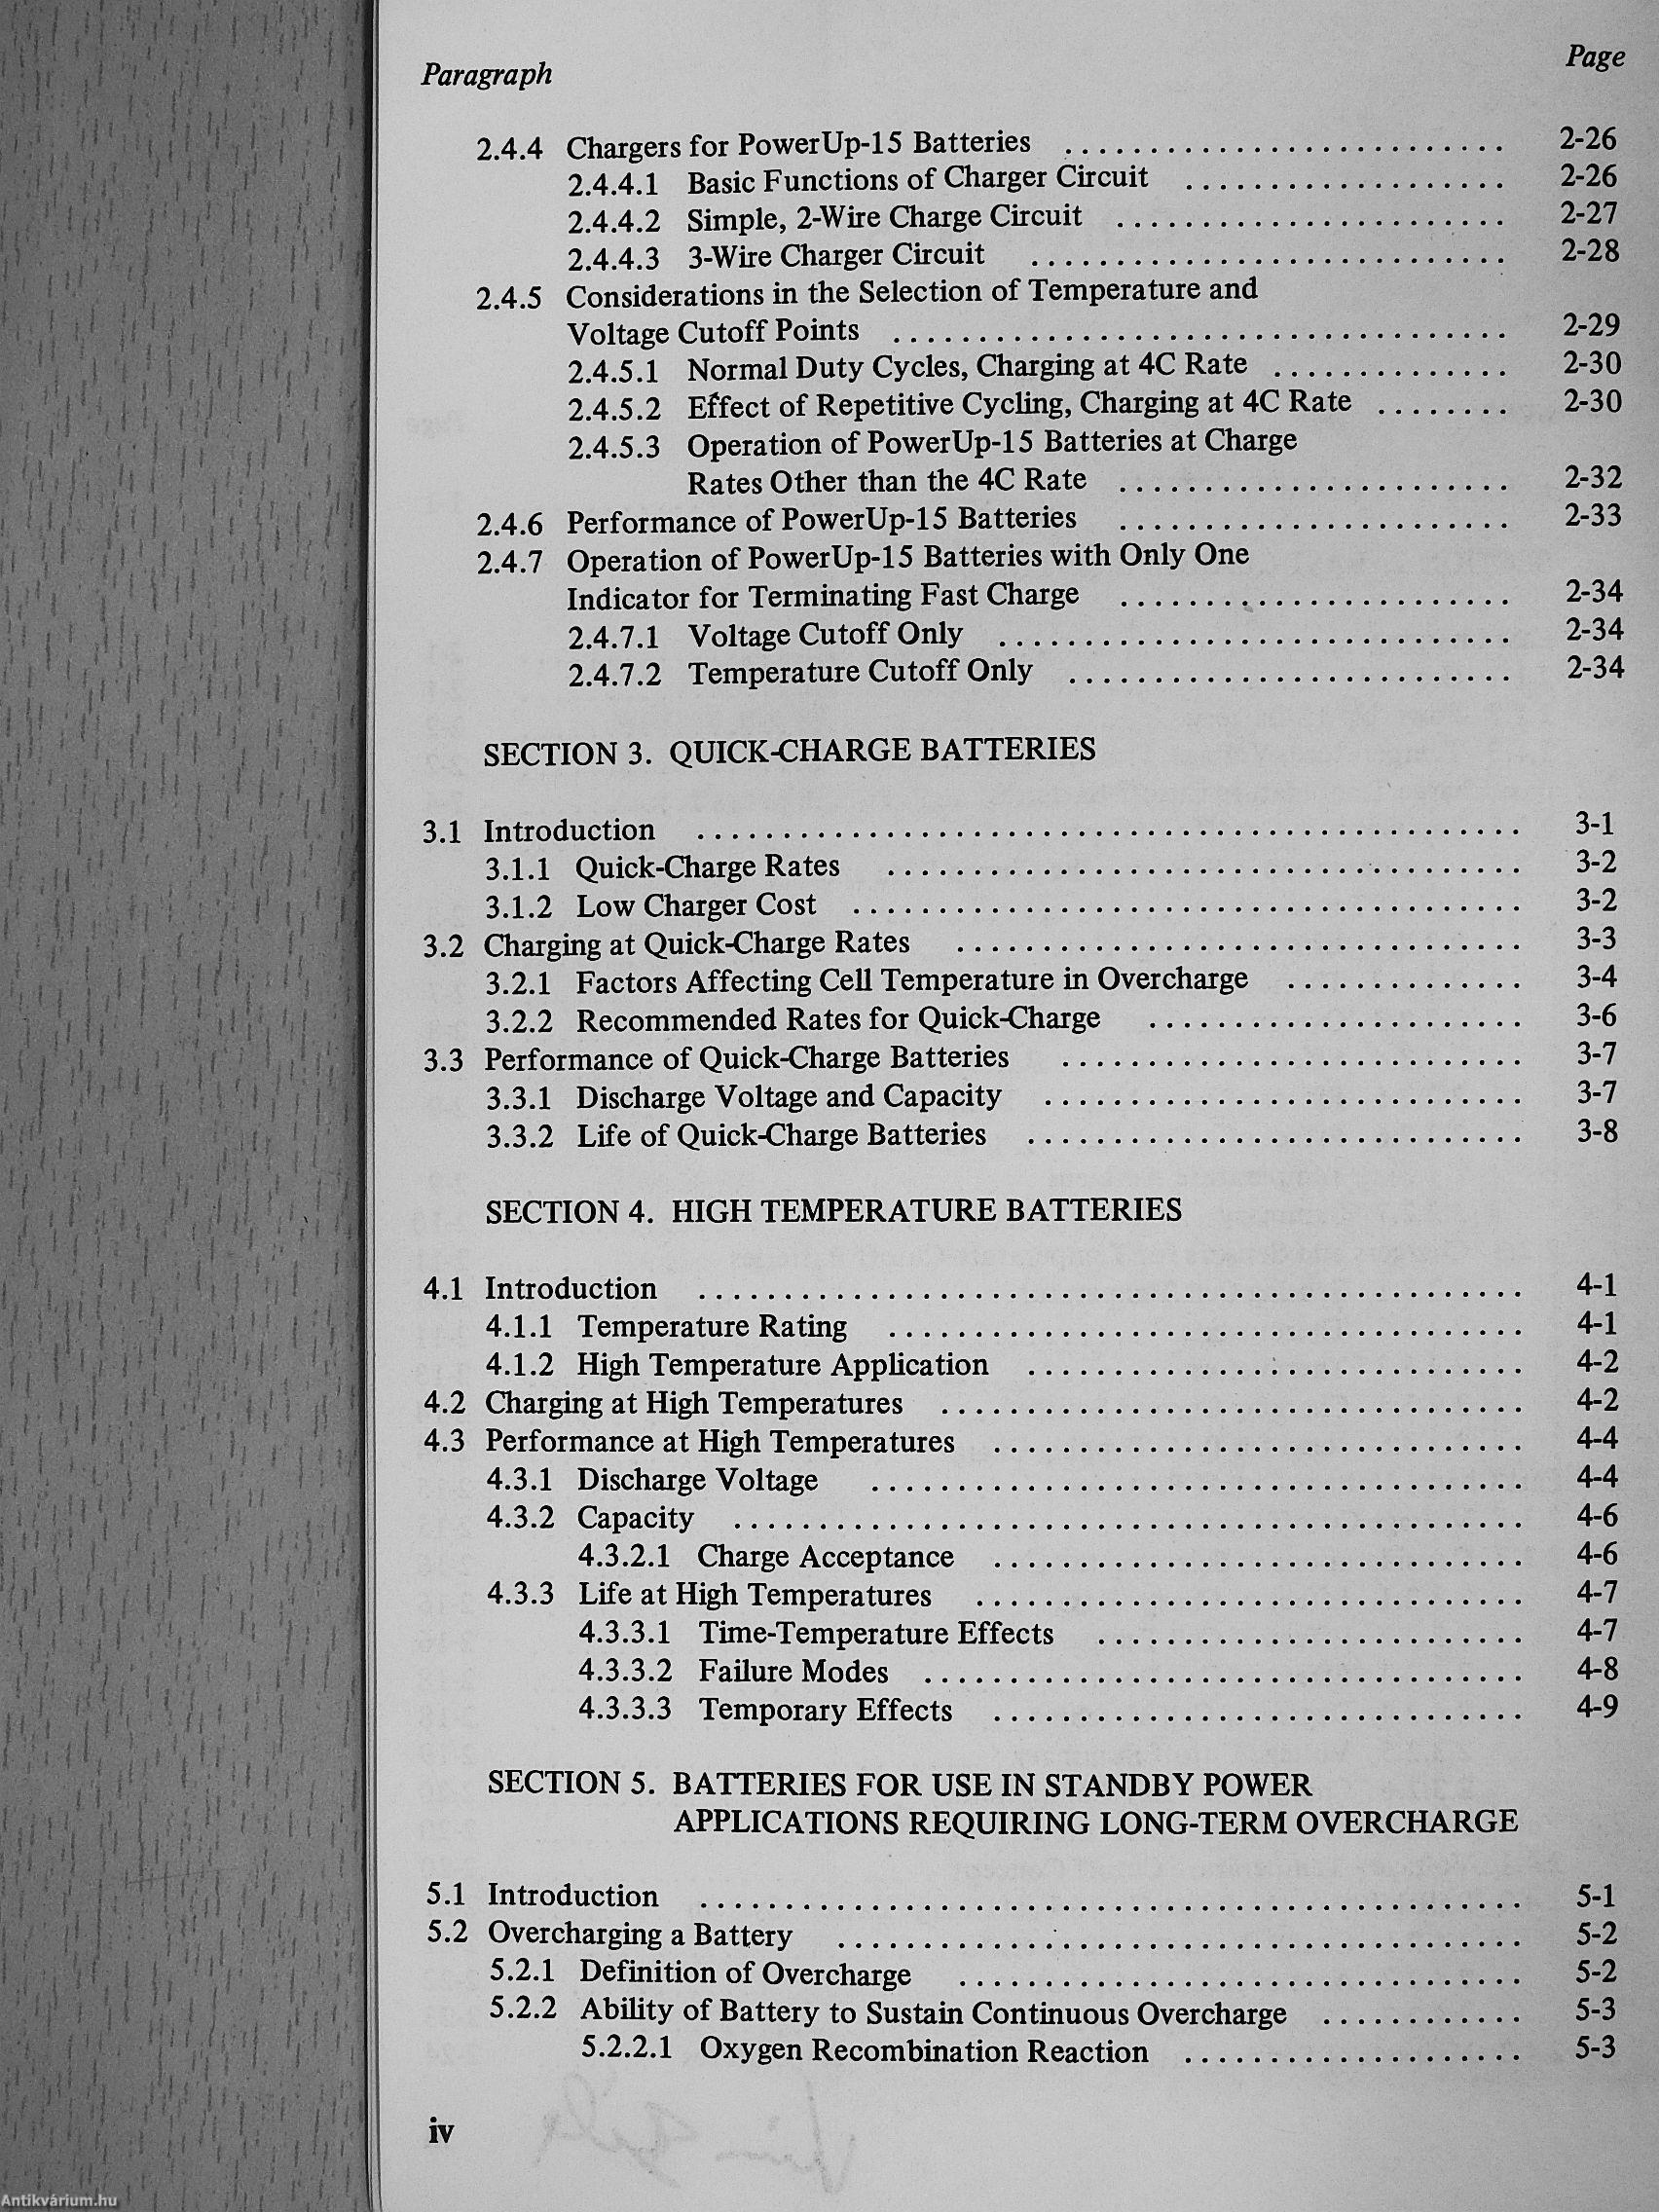 Paragraph Page
2.4.4 Chargers for PowerUp-15 Batteries . . . . . . . . . . 2-26
2.4.4.1 Basic Functions of Charger Circuit . . . . . . . . . . 2-26
2.4.4.2 Simple, 2-Wire Charge Circuit . . . . . . . . . . 2-27
2.4.4.3 3-Wire Charger Circuit . . . . . . . . . . 2-28
2.4.5 Considerations in the Selection of Temperature and
Voltage Cutoff Points . . . . . . . . . . 2-29
2.4.5.1 Normal Duty Cycles, Charging at 4C Rate . . . . . . . . . . 2-30
2.4.5.2 Effect of Repetitive Cycling, Charging at 4C Rate . . . . . . . . 2-30
2.4.5.3 Operation of PowerUp-15 Batteries at Charge
Rates Other than the 4C Rate . . . . . . . . . . 2-32
2.4.6 Performance of PowerUp-15 Batteries . . . . . . . . . . 2-33
2.4.7 Operation of PowerUp-15 Batteries with Only One
Indicator for Terminating Fast Charge . . . . . . . . . . 2-34
2.4.7.1 Voltage Cutoff Only . . . . . . . . . . 2-34
2.4.7.2 Temperature Cutoff Only . . . . . . . . . . 2-34
SECTION 3. QUICK-CHARGE BATTERIES
3.1 Introduction . . . . . . . . . . 3-1
3.1.1 Quick-Charge Rates . . . . . . . . . . 3-2
3.1.2 Low Charger Cost . . . . . . . . . . 3-2
3.2 Charging at Quick-Charge Rates . . . . . . . . . . 3-3
3.2.1 Factors Affecting Cell Temperature in Overcharge . . . . . . . . . . 3-4
3.2.2 Recommended Rates for Quick-Charge . . . . . . . . . . 3-6
3.3 Performance of Quick-Charge Batteries . . . . . . . . . . 3-7
3.3.1 Discharge Voltage and Capacity . . . . . . . . . . 3-7
3.3.2 Life of Quick-Charge Batteries . . . . . . . . . . 3-8
SECTION 4. HIGH TEMPERATURE BATTERIES
4.1 Introduction . . . . . . . . . . 4-1
4.1.1 Temperature Rating . . . . . . . . . . 4-1
4.1.2 High Temperature Application . . . . . . . . . . 4-2
4.2 Charging at High Temperatures . . . . . . . . . . 4-2
4.3 Performance at High Temperatures . . . . . . . . . . 4-4
4.3.1 Discharge Voltage . . . . . . . . . . 4-4
4.3.2 Capacity . . . . . . . . . . 4-6
4.3.2.1 Charge Acceptance . . . . . . . . . . 4-6
4.3.3 Life at High Temperatures . . . . . . . . . . 4-7
4.3.3.1 Time-Temperature Effects . . . . . . . . . . 4-7
4.3.3.2 Failure Modes . . . . . . . . . . 4-8
4.3.3.3 Temporary Effects . . . . . . . . . . 4-9
SECTION 5. BATTERIES FOR USE IN STANDBY POWER
APPLICATIONS REQUIRING LONG-TERM OVERCHARGE
5.1 Introduction . . . . . . . . . . 5-1
5.2 Overcharging a Battery . . . . . . . . . . 5-2
5.2.1 Definition of Overcharge . . . . . . . . . . 5-2
5.2.2 Ability of Battery to Sustain Continuous Overcharge . . . . . . . . . . 5-3
5.2.2.1 Oxygen Recombination Reaction . . . . . . . . . . 5-3
iv
Antikvárium.hu